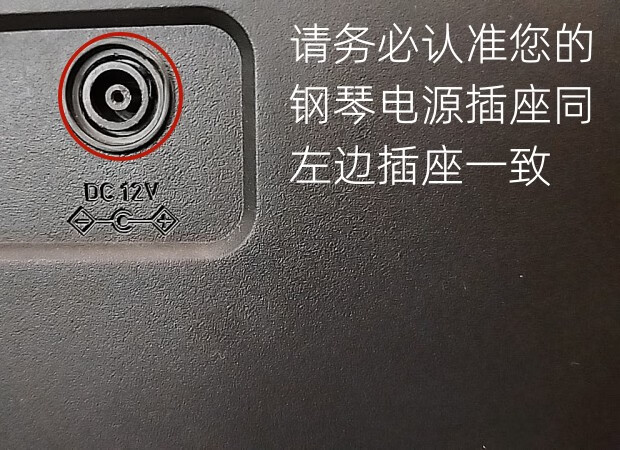 请务必认准您的
钢琴电源插座同
左边插座一致
DC 12V